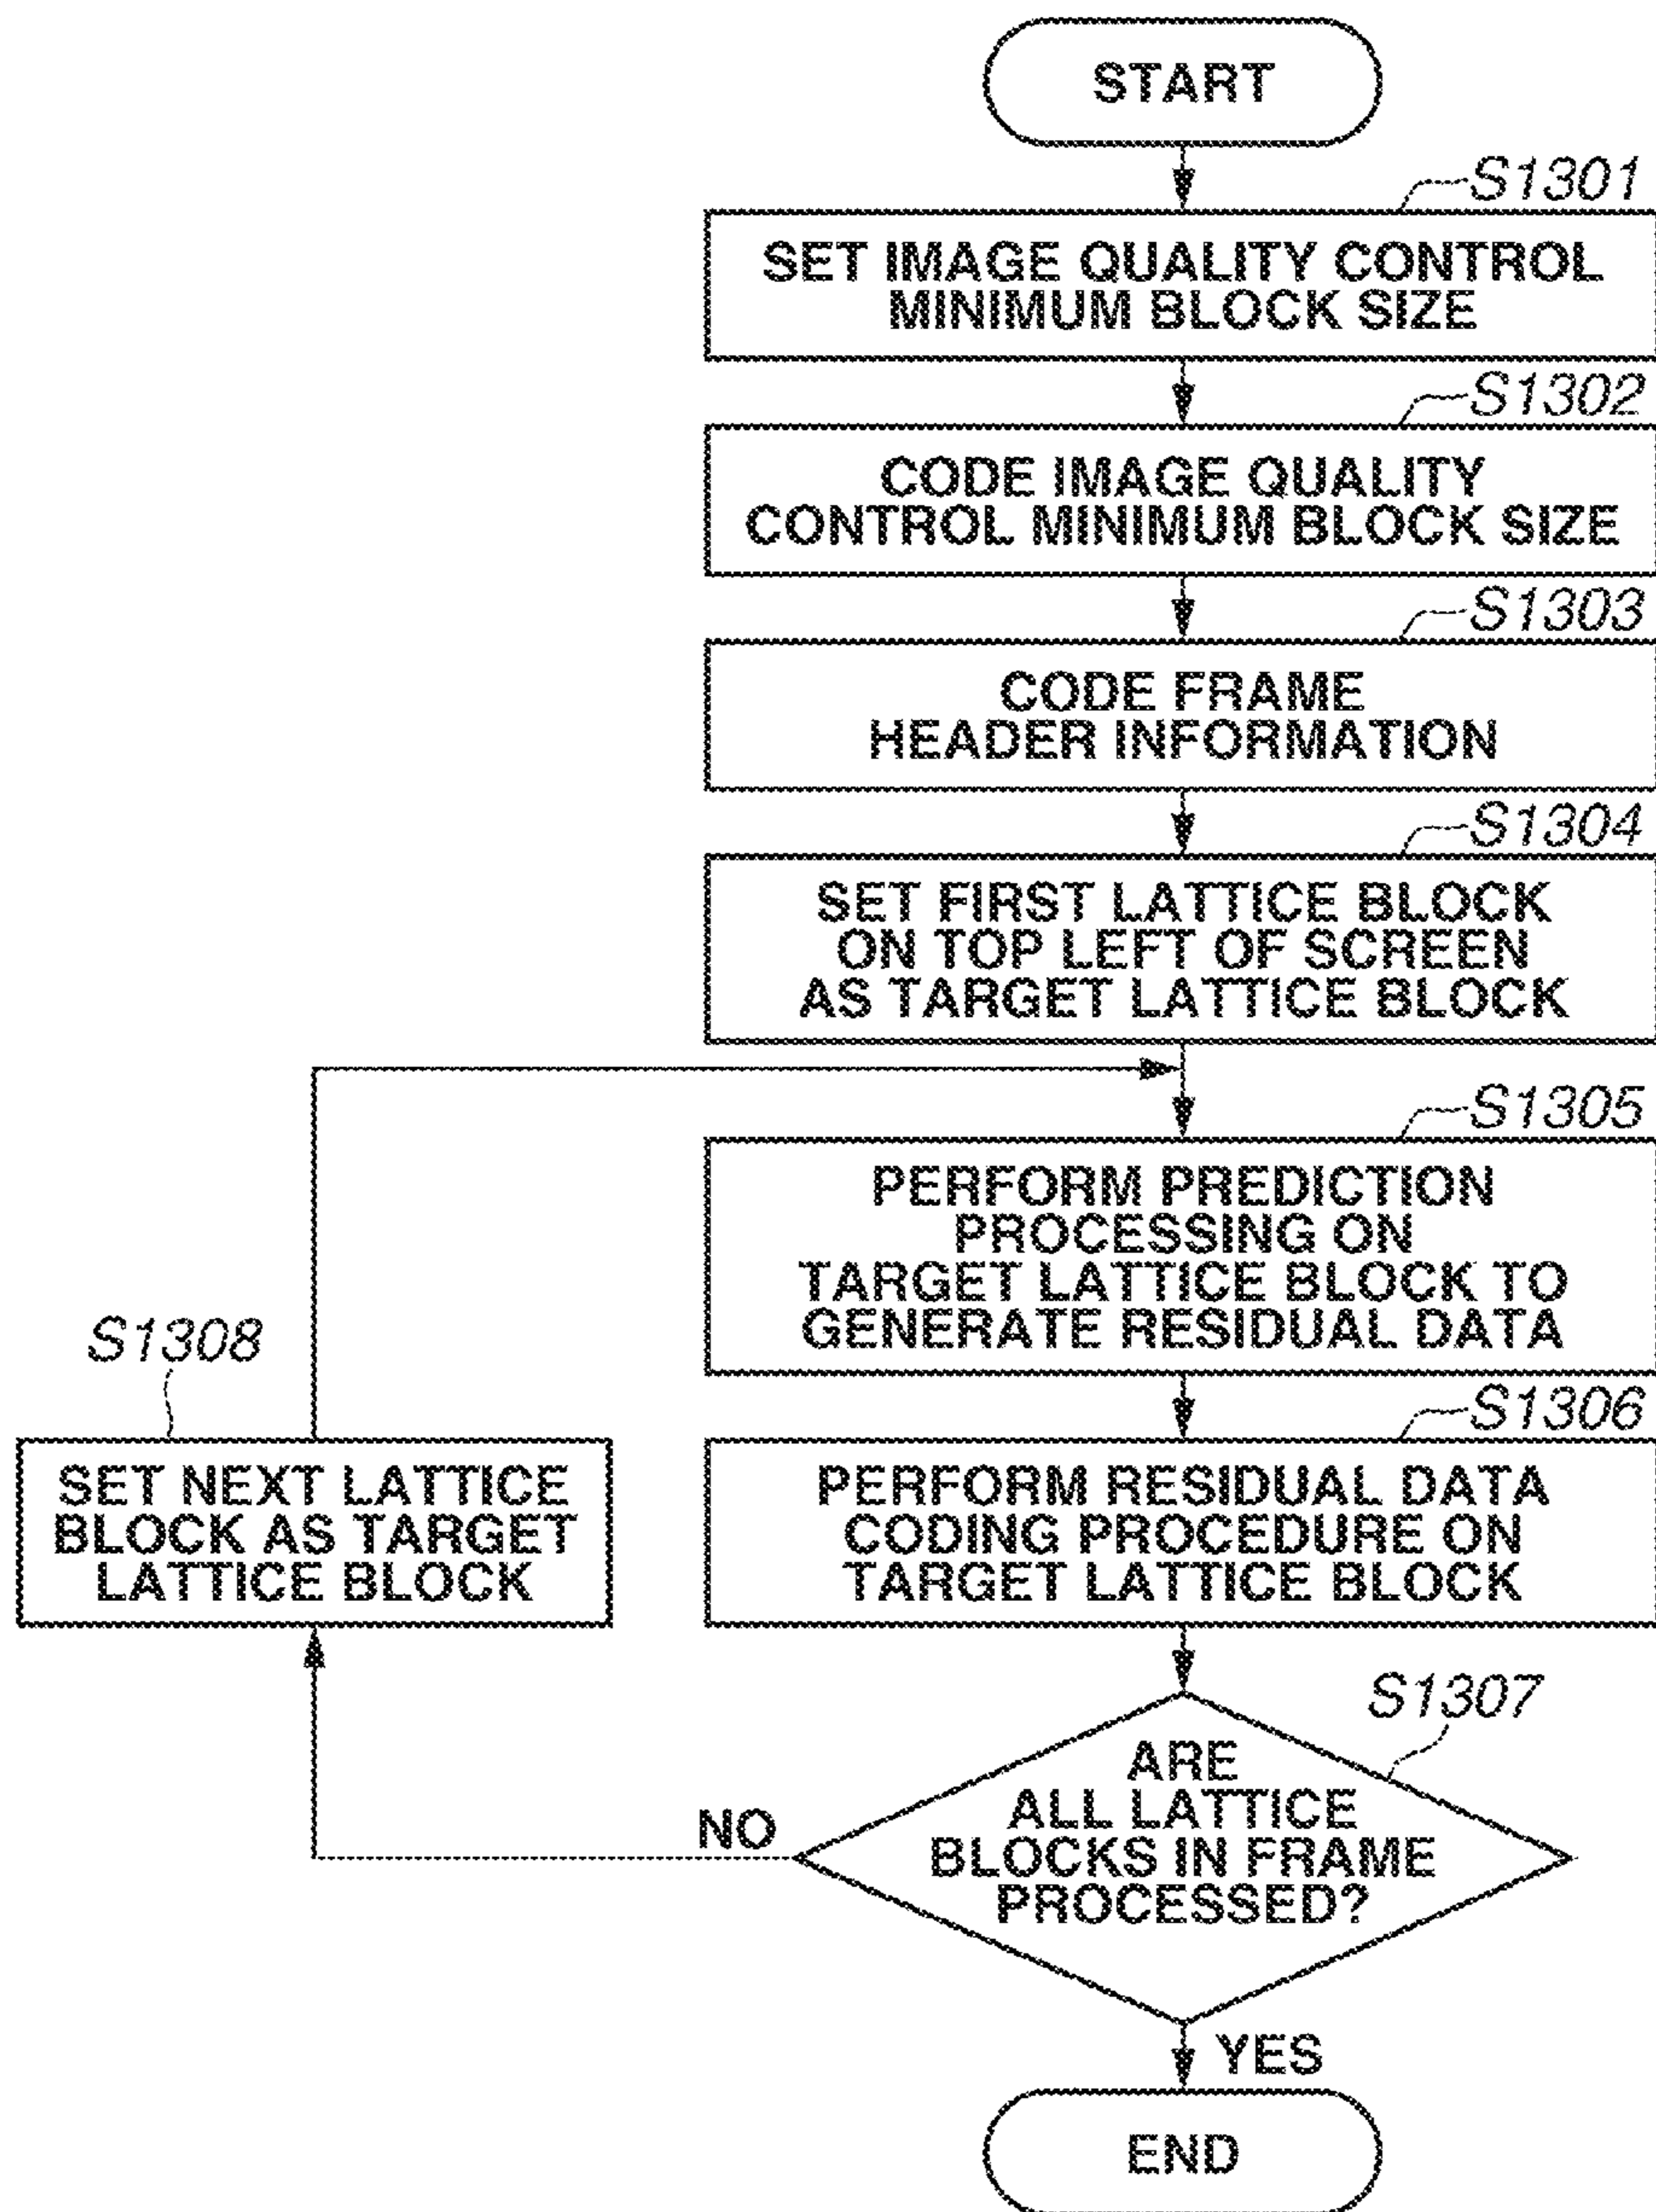 START
S1301
SET IMAGE QUALITY CONTROL
MINIMUM BLOCK SIZE
S1302
CODE IMAGE QUALITY
CONTROL MINIMUM BLOCK SIZE
S1303
CODE FRAME
HEADER INFORMATION
S1304
SET FIRST LATTICE BLOCK
ON TOP LEFT OF SCREEN
AS TARGET LATTICE BLOCK
S1305
PERFORM PREDICTION
PROCESSING ON
TARGET LATTICE BLOCK TO
GENERATE RESIDUAL DATA
S1308
SET NEXT LATTICE
BLOCK AS TARGET
LATTICE BLOCK
S1306
PERFORM RESIDUAL DATA
CODING PROCEDURE ON
TARGET LATTICE BLOCK
S1307
ARE
ALL LATTICE
BLOCKS IN FRAME
PROCESSED?
NO
YES
END